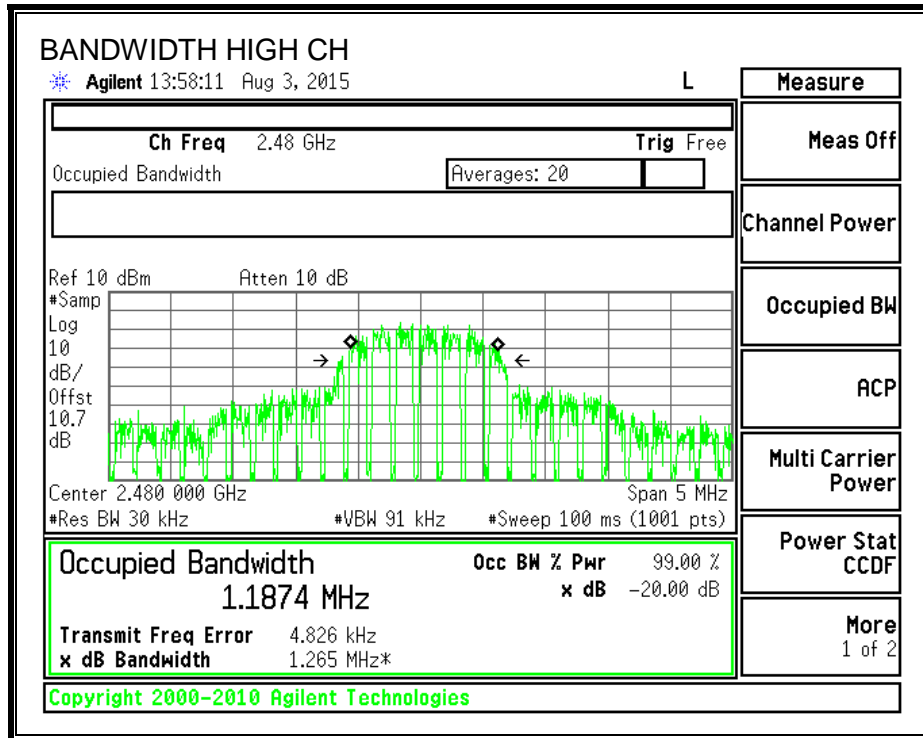 BANDWIDTH HIGH CH
Agilent 13:58:11 Aug 3, 2015 L
Measure
Ch Freq 2.48 GHz Trig Free
Meas Off
Occupied Bandwidth Averages: 20
Channel Power
Ref 10 dBm Atten 10 dB
#Samp
Log
10
dB/
Offst
10.7
dB
Occupied BW
ACP
Multi Carrier
Power
Center 2.480 000 GHz Span 5 MHz
#Res BW 30 kHz #VBW 91 kHz #Sweep 100 ms (1001 pts)
Power Stat
CCDF
Occupied Bandwidth Occ BW % Pwr 99.00 %
1.1874 MHz x dB -20.00 dB
Transmit Freq Error 4.826 kHz
x dB Bandwidth 1.265 MHz*
More
1 of 2
Copyright 2000-2010 Agilent Technologies